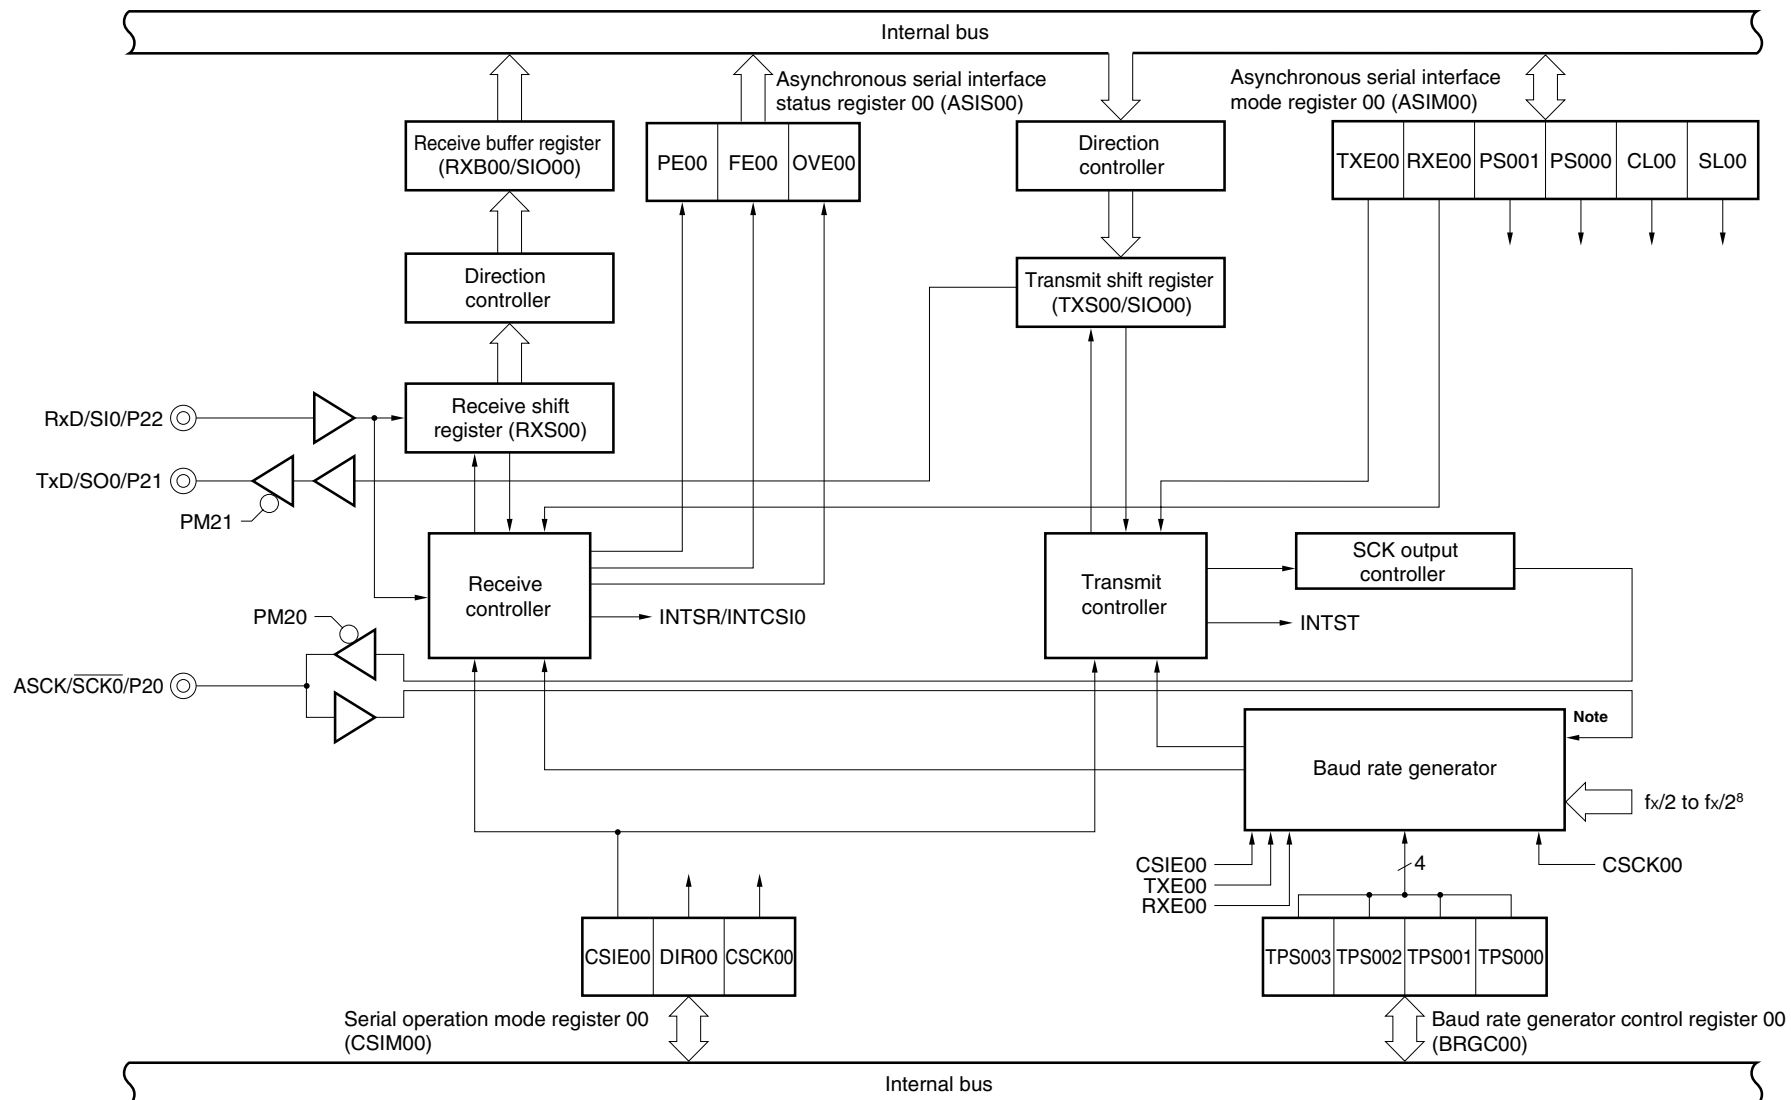 Internal bus
Asynchronous serial interface
status register 00 (ASIS00)
Asynchronous serial interface
mode register 00 (ASIM00)
Receive buffer register
(RXB00/SIO00)
PE00 FE00 OVE00
Direction
controller
TXE00 RXE00 PS001 PS000 CL00 SL00
Direction
controller
Transmit shift register
(TXS00/SIO00)
RxD/SI0/P22
Receive shift
register (RXS00)
TxD/SO0/P21
PM21
Receive
controller
Transmit
controller
SCK output
controller
PM20
INTSR/INTCSI0
INTST
ASCK/SCK0/P20
Note
Baud rate generator
fx/2 to fx/2⁸
CSIE00
TXE00
RXE00
4
CSCK00
CSIE00 DIR00 CSCK00
TPS003 TPS002 TPS001 TPS000
Serial operation mode register 00
(CSIM00)
Baud rate generator control register 00
(BRGC00)
Internal bus